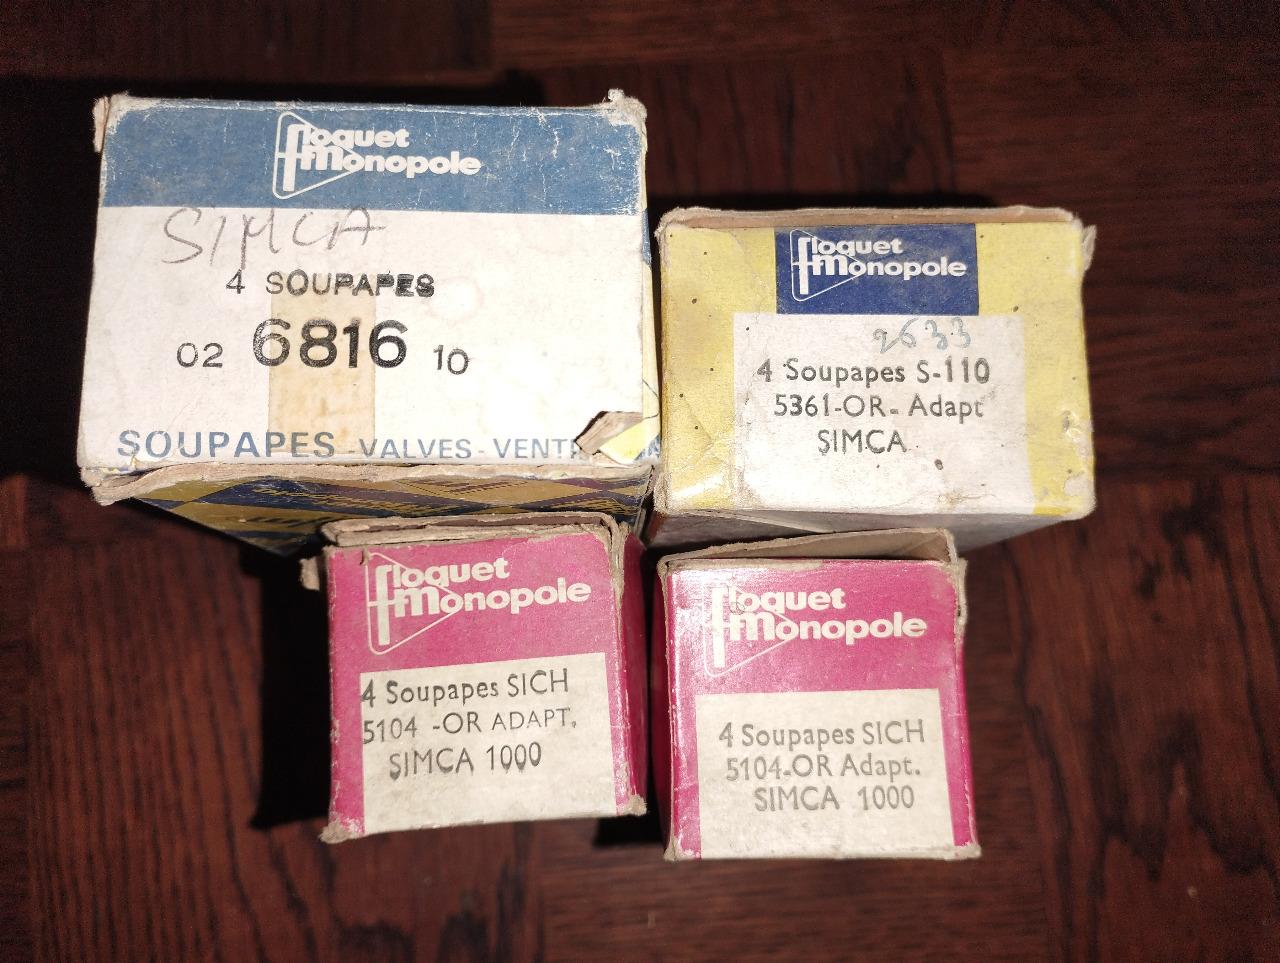 floquet
monopole
SIMCA
4 SOUPAPES
02 6816 10
SOUPAPES - VALVES - VENT
floquet
monopole
2633
4 Soupapes S-110
5361-OR- Adapt
SIMCA
floquet
monopole
4 Soupapes SICH
5104 -OR ADAPT.
SIMCA 1000
floquet
monopole
4 Soupapes SICH
5104-OR Adapt.
SIMCA 1000